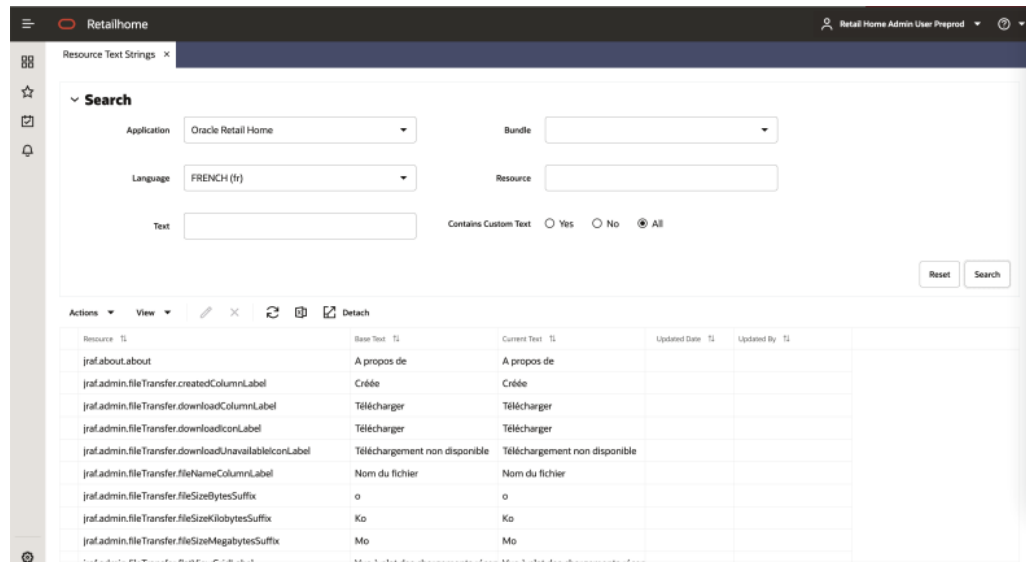 Retailhome
Retail Home Admin User Preprod
Resource Text Strings ×
Search
Application Oracle Retail Home Bundle
Language FRENCH (fr) Resource
Text Contains Custom Text Yes No All
Reset Search
Actions View Detach
Resource Base Text Current Text Updated Date Updated By
jraf.about.about A propos de A propos de
jraf.admin.fileTransfer.createdColumnLabel Créée Créée
jraf.admin.fileTransfer.downloadColumnLabel Télécharger Télécharger
jraf.admin.fileTransfer.downloadIconLabel Télécharger Télécharger
jraf.admin.fileTransfer.downloadUnavailableIconLabel Téléchargement non disponible Téléchargement non disponible
jraf.admin.fileTransfer.fileNameColumnLabel Nom du fichier Nom du fichier
jraf.admin.fileTransfer.fileSizeBytesSuffix o o
jraf.admin.fileTransfer.fileSizeKilobytesSuffix Ko Ko
jraf.admin.fileTransfer.fileSizeMegabytesSuffix Mo Mo